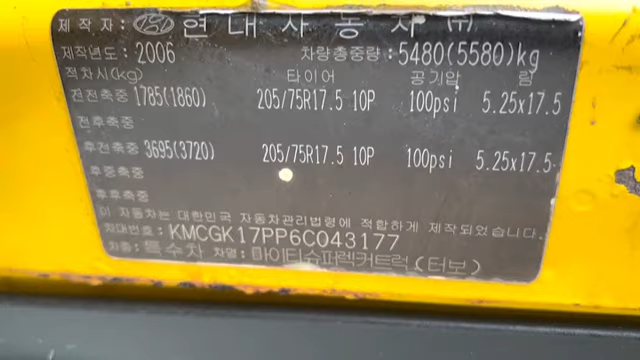 제 작 자 : 현 대 자 동 차 (주)
제작년도 : 2006 차량총중량 : 5480(5580)kg
적차시(kg) 타이어 공기압 림
전전축중 1785(1860) 205/75R17.5 10P 100psi 5.25x17.5
전후축중
후전축중 3695(3720) 205/75R17.5 10P 100psi 5.25x17.5
후중축중
후후축중
이 자동차는 대한민국 자동차관리법령에 적합하게 제작되었습니다.
차대번호 : KMCGK17PP6C043177
차종 : 특수차 차명 : 마이티슈퍼렉커트럭 (터보)